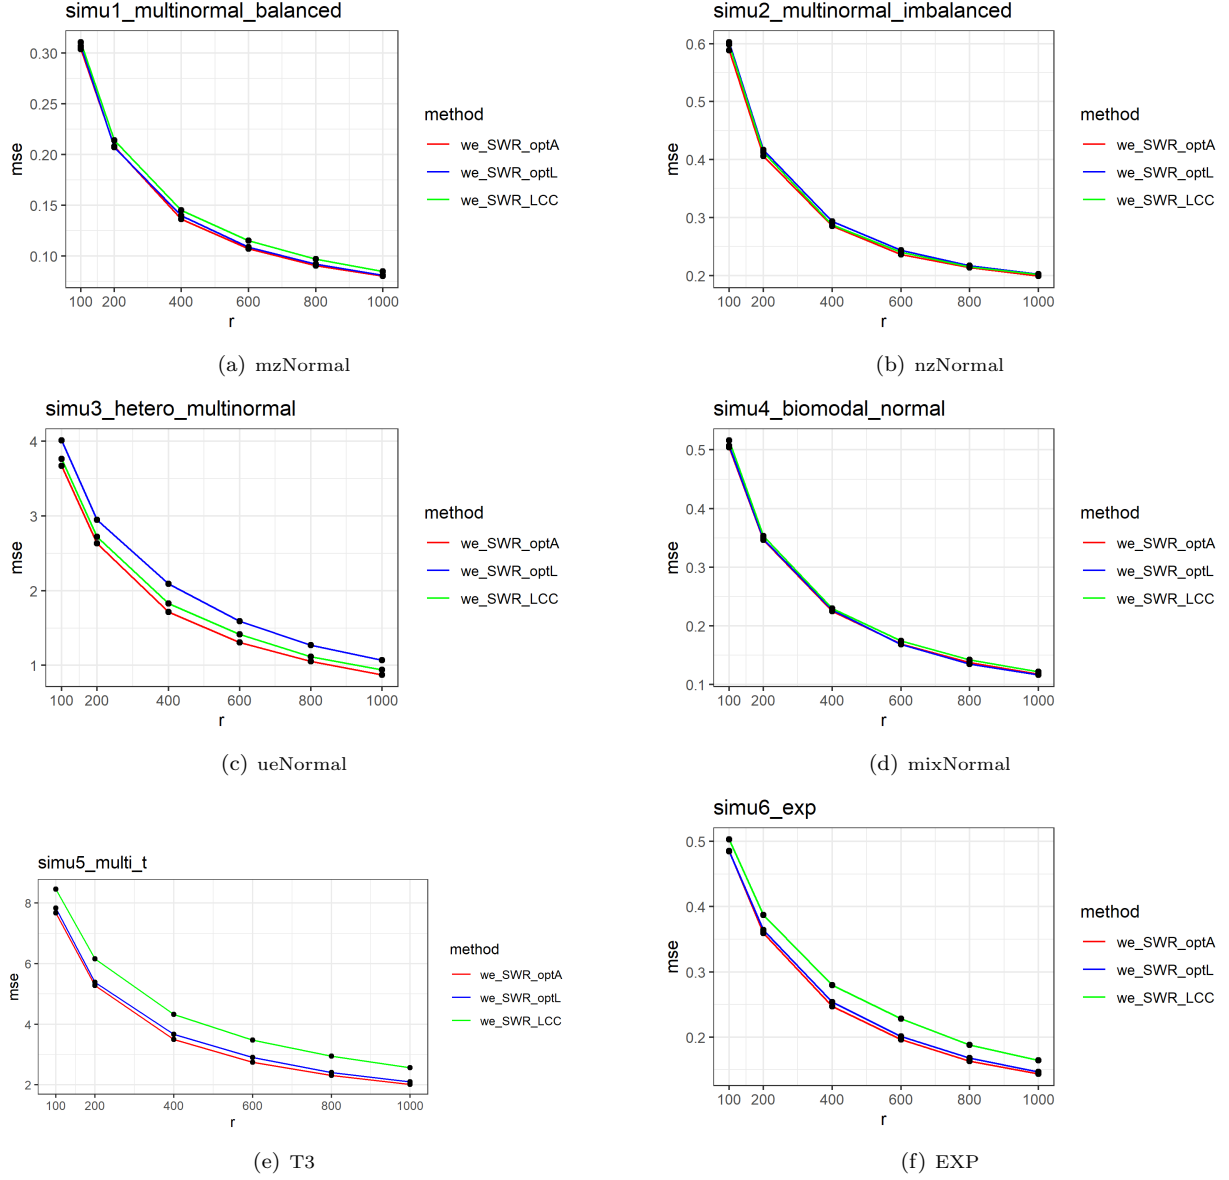 simu1_multinormal_balanced
mse
0.30
0.25
0.20
0.15
0.10
100 200 400 600 800 1000
r
method
we_SWR_optA
we_SWR_optL
we_SWR_LCC
(a) mzNormal
simu2_multinormal_imbalanced
mse
0.6
0.5
0.4
0.3
0.2
100 200 400 600 800 1000
r
method
we_SWR_optA
we_SWR_optL
we_SWR_LCC
(b) nzNormal
simu3_hetero_multinormal
mse
4
3
2
1
100 200 400 600 800 1000
r
method
we_SWR_optA
we_SWR_optL
we_SWR_LCC
(c) ueNormal
simu4_biomodal_normal
mse
0.5
0.4
0.3
0.2
0.1
100 200 400 600 800 1000
r
method
we_SWR_optA
we_SWR_optL
we_SWR_LCC
(d) mixNormal
simu5_multi_t
mse
8
6
4
2
100 200 400 600 800 1000
r
method
we_SWR_optA
we_SWR_optL
we_SWR_LCC
(e) T3
simu6_exp
mse
0.5
0.4
0.3
0.2
100 200 400 600 800 1000
r
method
we_SWR_optA
we_SWR_optL
we_SWR_LCC
(f) EXP